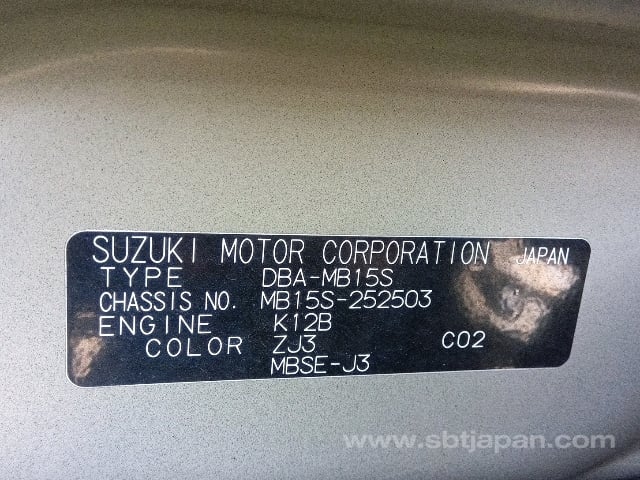 SUZUKI MOTOR CORPORATION JAPAN
TYPE DBA-MB15S
CHASSIS NO. MB15S-252503
ENGINE K12B
COLOR ZJ3 C02
MBSE-J3
www.sbtjapan.com